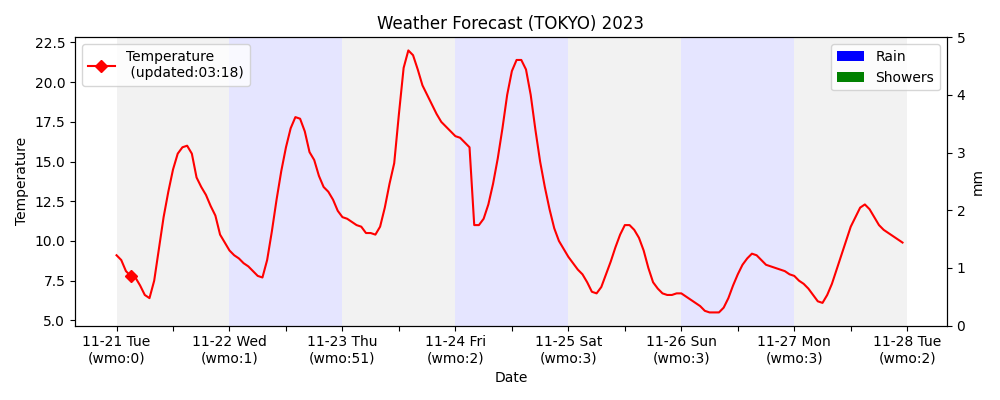 Weather Forecast (TOKYO) 2023
Temperature
(updated:03:18)
Rain
Showers
22.5
20.0
17.5
15.0
12.5
10.0
7.5
5.0
Temperature
5
4
3
2
1
0
mm
11-21 Tue
(wmo:0)
11-22 Wed
(wmo:1)
11-23 Thu
(wmo:51)
11-24 Fri
(wmo:2)
11-25 Sat
(wmo:3)
11-26 Sun
(wmo:3)
11-27 Mon
(wmo:3)
11-28 Tue
(wmo:2)
Date